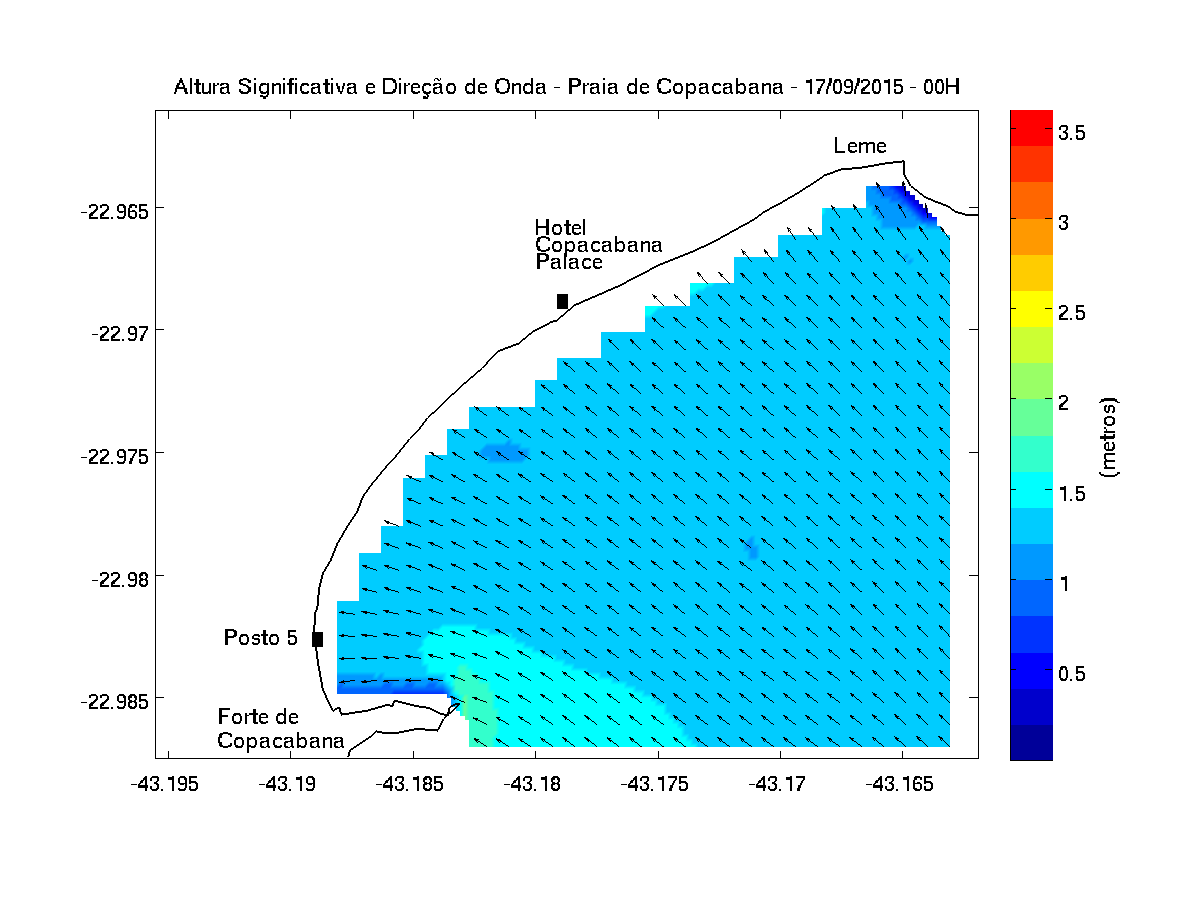 Altura Significativa e Direção de Onda - Praia de Copacabana - 17/09/2015 - 00H
Leme
Hotel
Copacabana
Palace
Posto 5
Forte de
Copacabana
-22.965
-22.97
-22.975
-22.98
-22.985
-43.195
-43.19
-43.185
-43.18
-43.175
-43.17
-43.165
3.5
3
2.5
2
1.5
1
0.5
(metros)